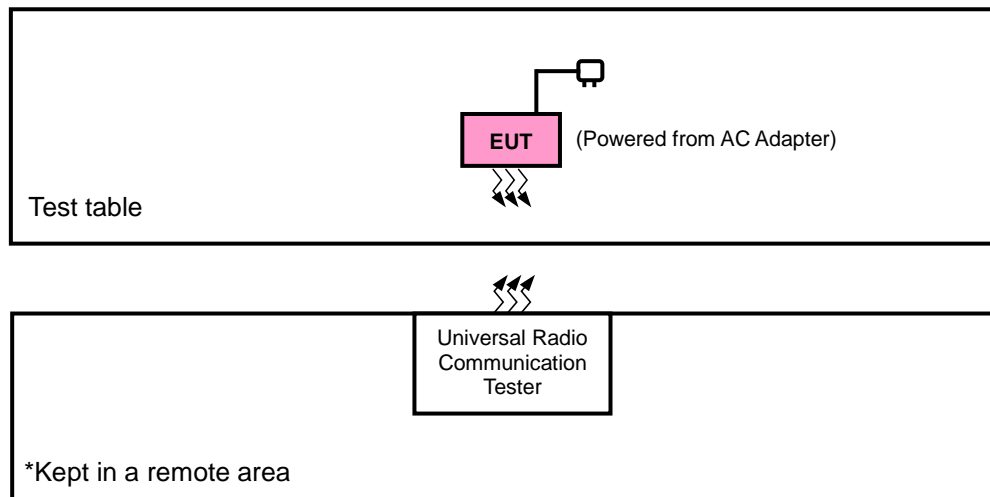 EUT
(Powered from AC Adapter)
Test table
Universal Radio
Communication
Tester
*Kept in a remote area